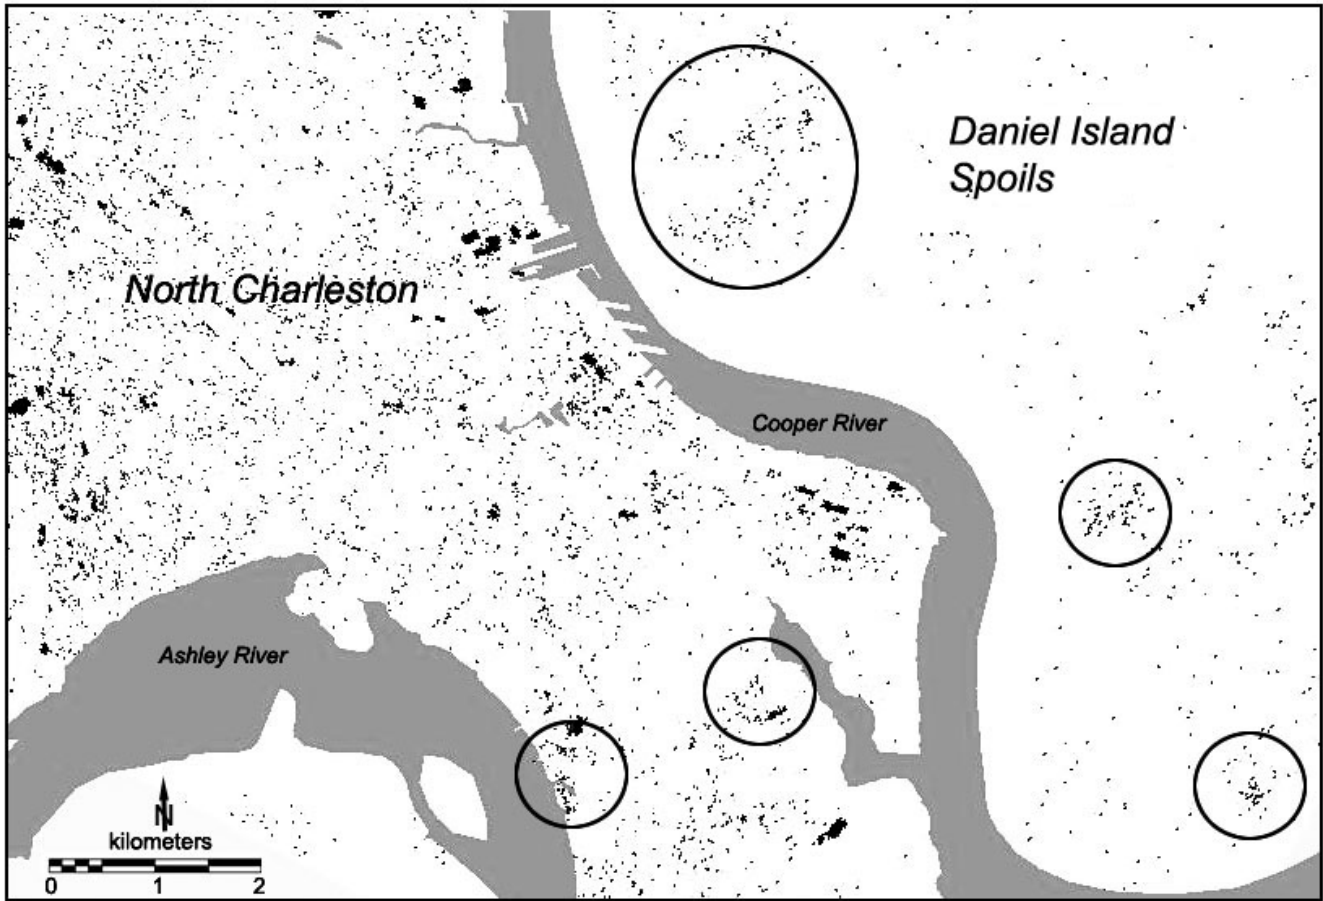 Daniel Island
Spoils
North Charleston
Cooper River
Ashley River
N
kilometers
0 1 2